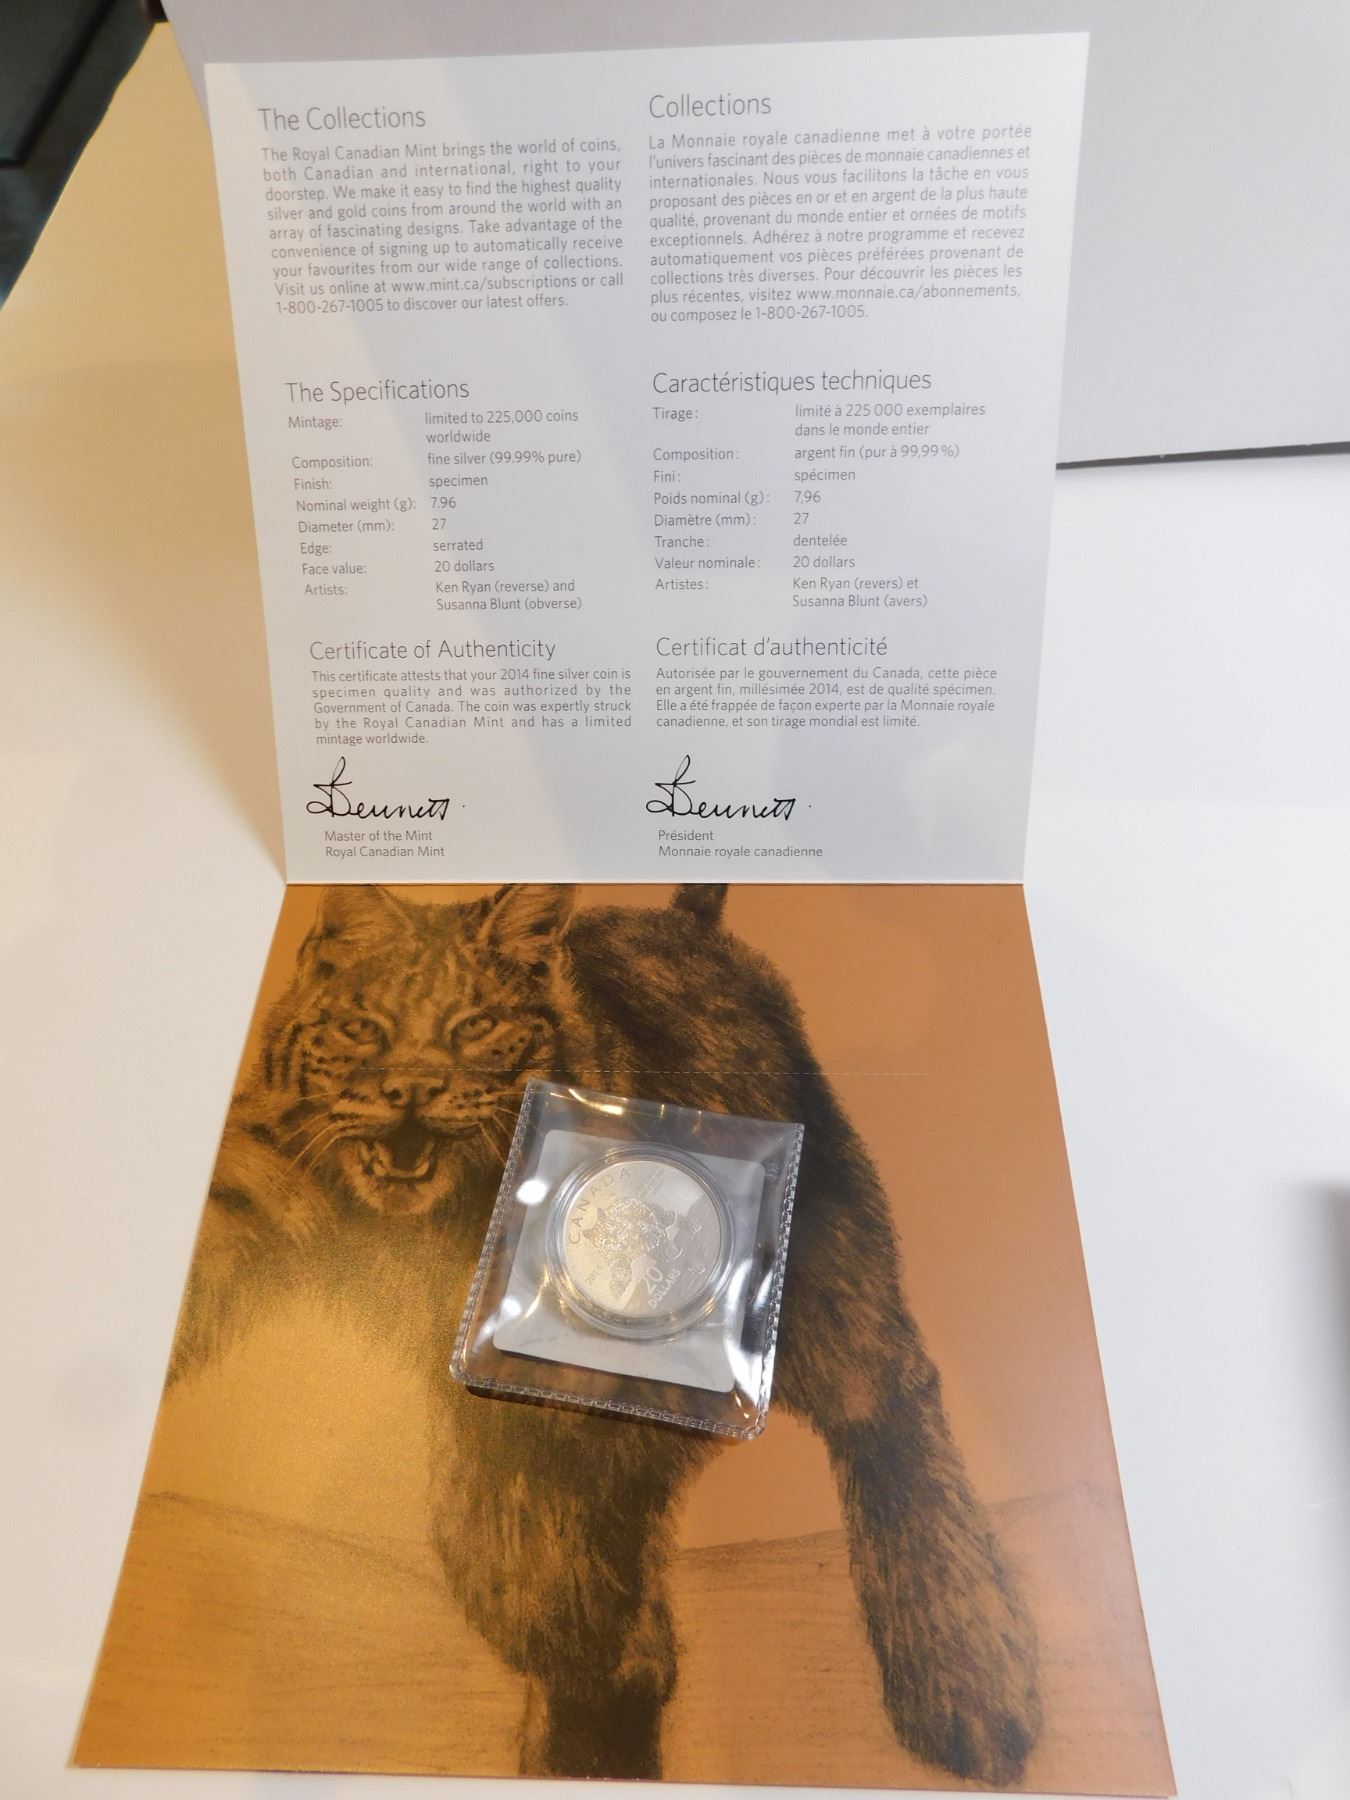 The Collections
The Royal Canadian Mint brings the world of coins,
both Canadian and international, right to your
doorstep. We make it easy to find the highest quality
silver and gold coins from around the world with an
array of fascinating designs. Take advantage of the
convenience of signing up to automatically receive
your favourites from our wide range of collections.
Visit us online at www.mint.ca/subscriptions or call
1-800-267-1005 to discover our latest offers.
Collections
La Monnaie royale canadienne met à votre portée
l'univers fascinant des pièces de monnaie canadiennes et
internationales. Nous vous facilitons la tâche en vous
proposant des pièces en or et en argent de la plus haute
qualité, provenant du monde entier et ornées de motifs
exceptionnels. Adhérez à notre programme et recevez
automatiquement vos pièces préférées provenant de
collections très diverses. Pour découvrir les pièces les
plus récentes, visitez www.monnaie.ca/abonnements,
ou composez le 1-800-267-1005.
The Specifications
Mintage: limited to 225,000 coins
worldwide
Composition: fine silver (99.99% pure)
Finish: specimen
Nominal weight (g): 7.96
Diameter (mm): 27
Edge: serrated
Face value: 20 dollars
Artists: Ken Ryan (reverse) and
Susanna Blunt (obverse)
Caractéristiques techniques
Tirage: limité à 225 000 exemplaires
dans le monde entier
Composition: argent fin (pur à 99,99 %)
Fini: spécimen
Poids nominal (g): 7,96
Diamètre (mm): 27
Tranche: dentelée
Valeur nominale: 20 dollars
Artistes: Ken Ryan (revers) et
Susanna Blunt (avers)
Certificate of Authenticity
This certificate attests that your 2014 fine silver coin is
specimen quality and was authorized by the
Government of Canada. The coin was expertly struck
by the Royal Canadian Mint and has a limited
mintage worldwide.
Bennett
Master of the Mint
Royal Canadian Mint
Certificat d'authenticité
Autorisée par le gouvernement du Canada, cette pièce
en argent fin, millésimée 2014, est de qualité spécimen.
Elle a été frappée de façon experte par la Monnaie royale
canadienne, et son tirage mondial est limité.
Bennett
Président
Monnaie royale canadienne
CANADA
20
DOLLARS